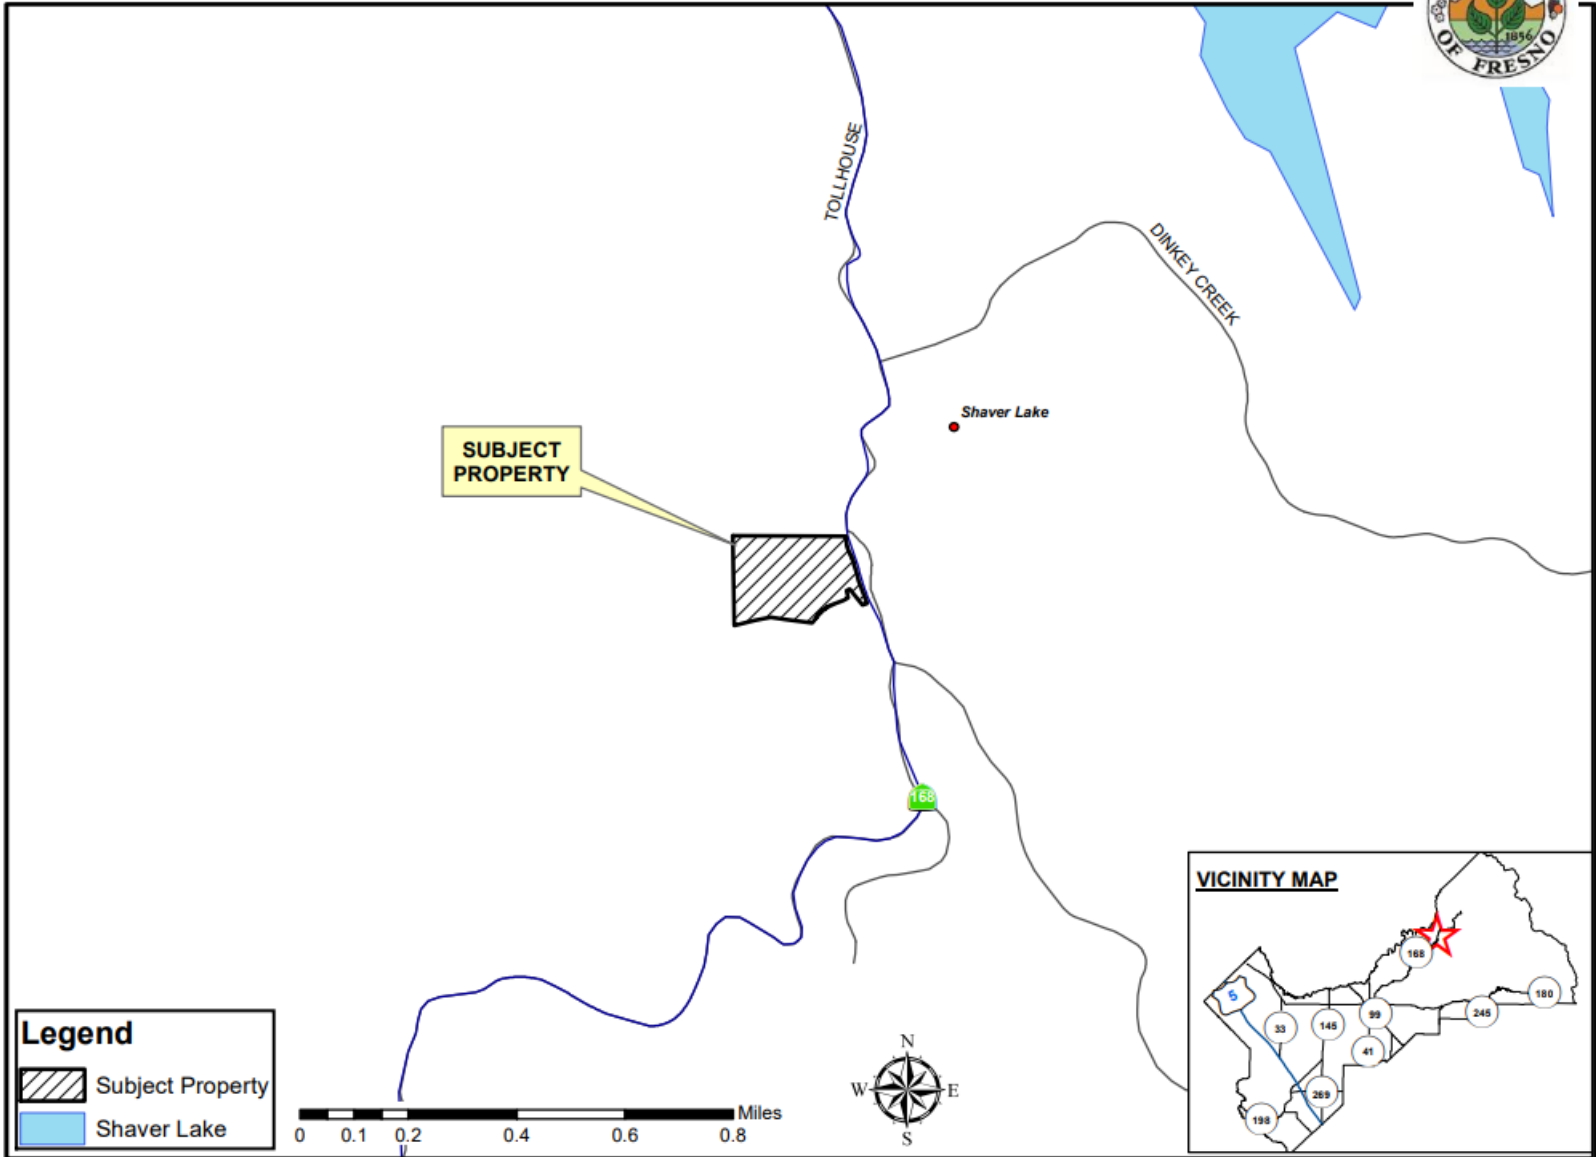 1856
OF FRESNO
TOLLHOUSE
DINKEY CREEK
Shaver Lake
SUBJECT
PROPERTY
168
VICINITY MAP
168
5
33
145
99
41
245
180
269
198
Legend
Subject Property
Shaver Lake
Miles
0 0.1 0.2 0.4 0.6 0.8
N
W E
S